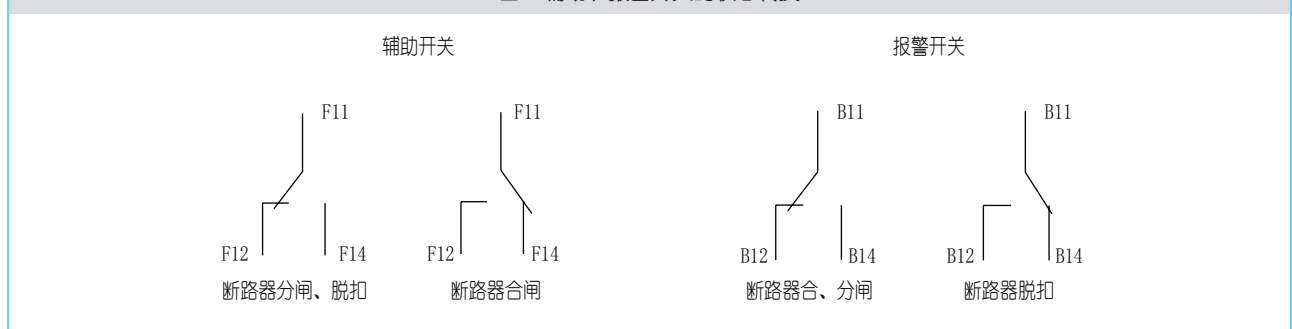 辅助开关 报警开关
F11 F11 B11 B11
F12 F14 F12 F14 B12 B14 B12 B14
断路器分闸、脱扣 断路器合闸 断路器合、分闸 断路器脱扣